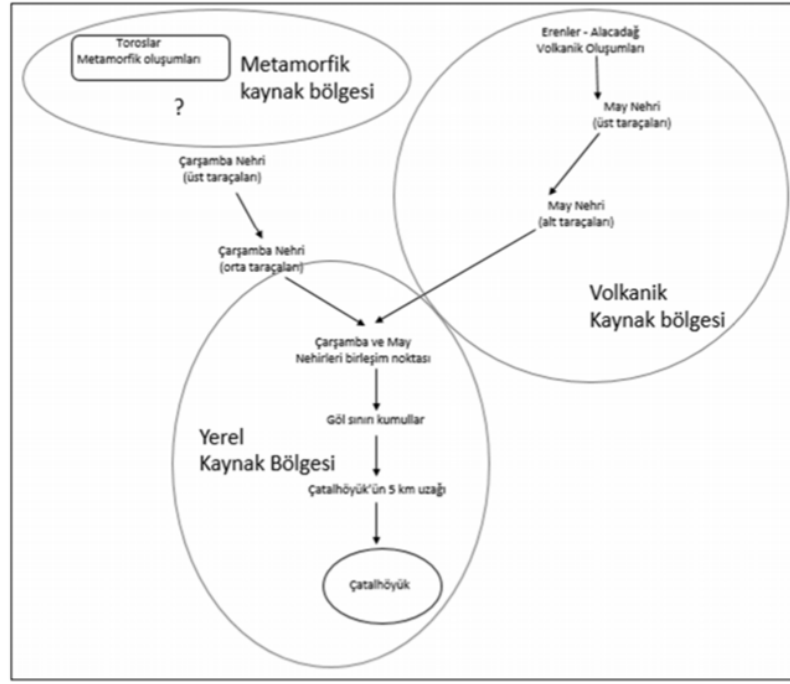 Toroslar
Metamorfik oluşumları
Metamorfik
kaynak bölgesi
?
Çarşamba Nehri
(üst taraçaları)
Çarşamba Nehri
(orta taraçaları)
Erenler - Alacadağ
Volkanik Oluşumları
May Nehri
(üst taraçaları)
May Nehri
(alt taraçaları)
Volkanik
Kaynak bölgesi
Çarşamba ve May
Nehirleri birleşim noktası
Göl sınırı kumullar
Yerel
Kaynak Bölgesi
Çatalhöyük'ün 5 km uzağı
Çatalhöyük